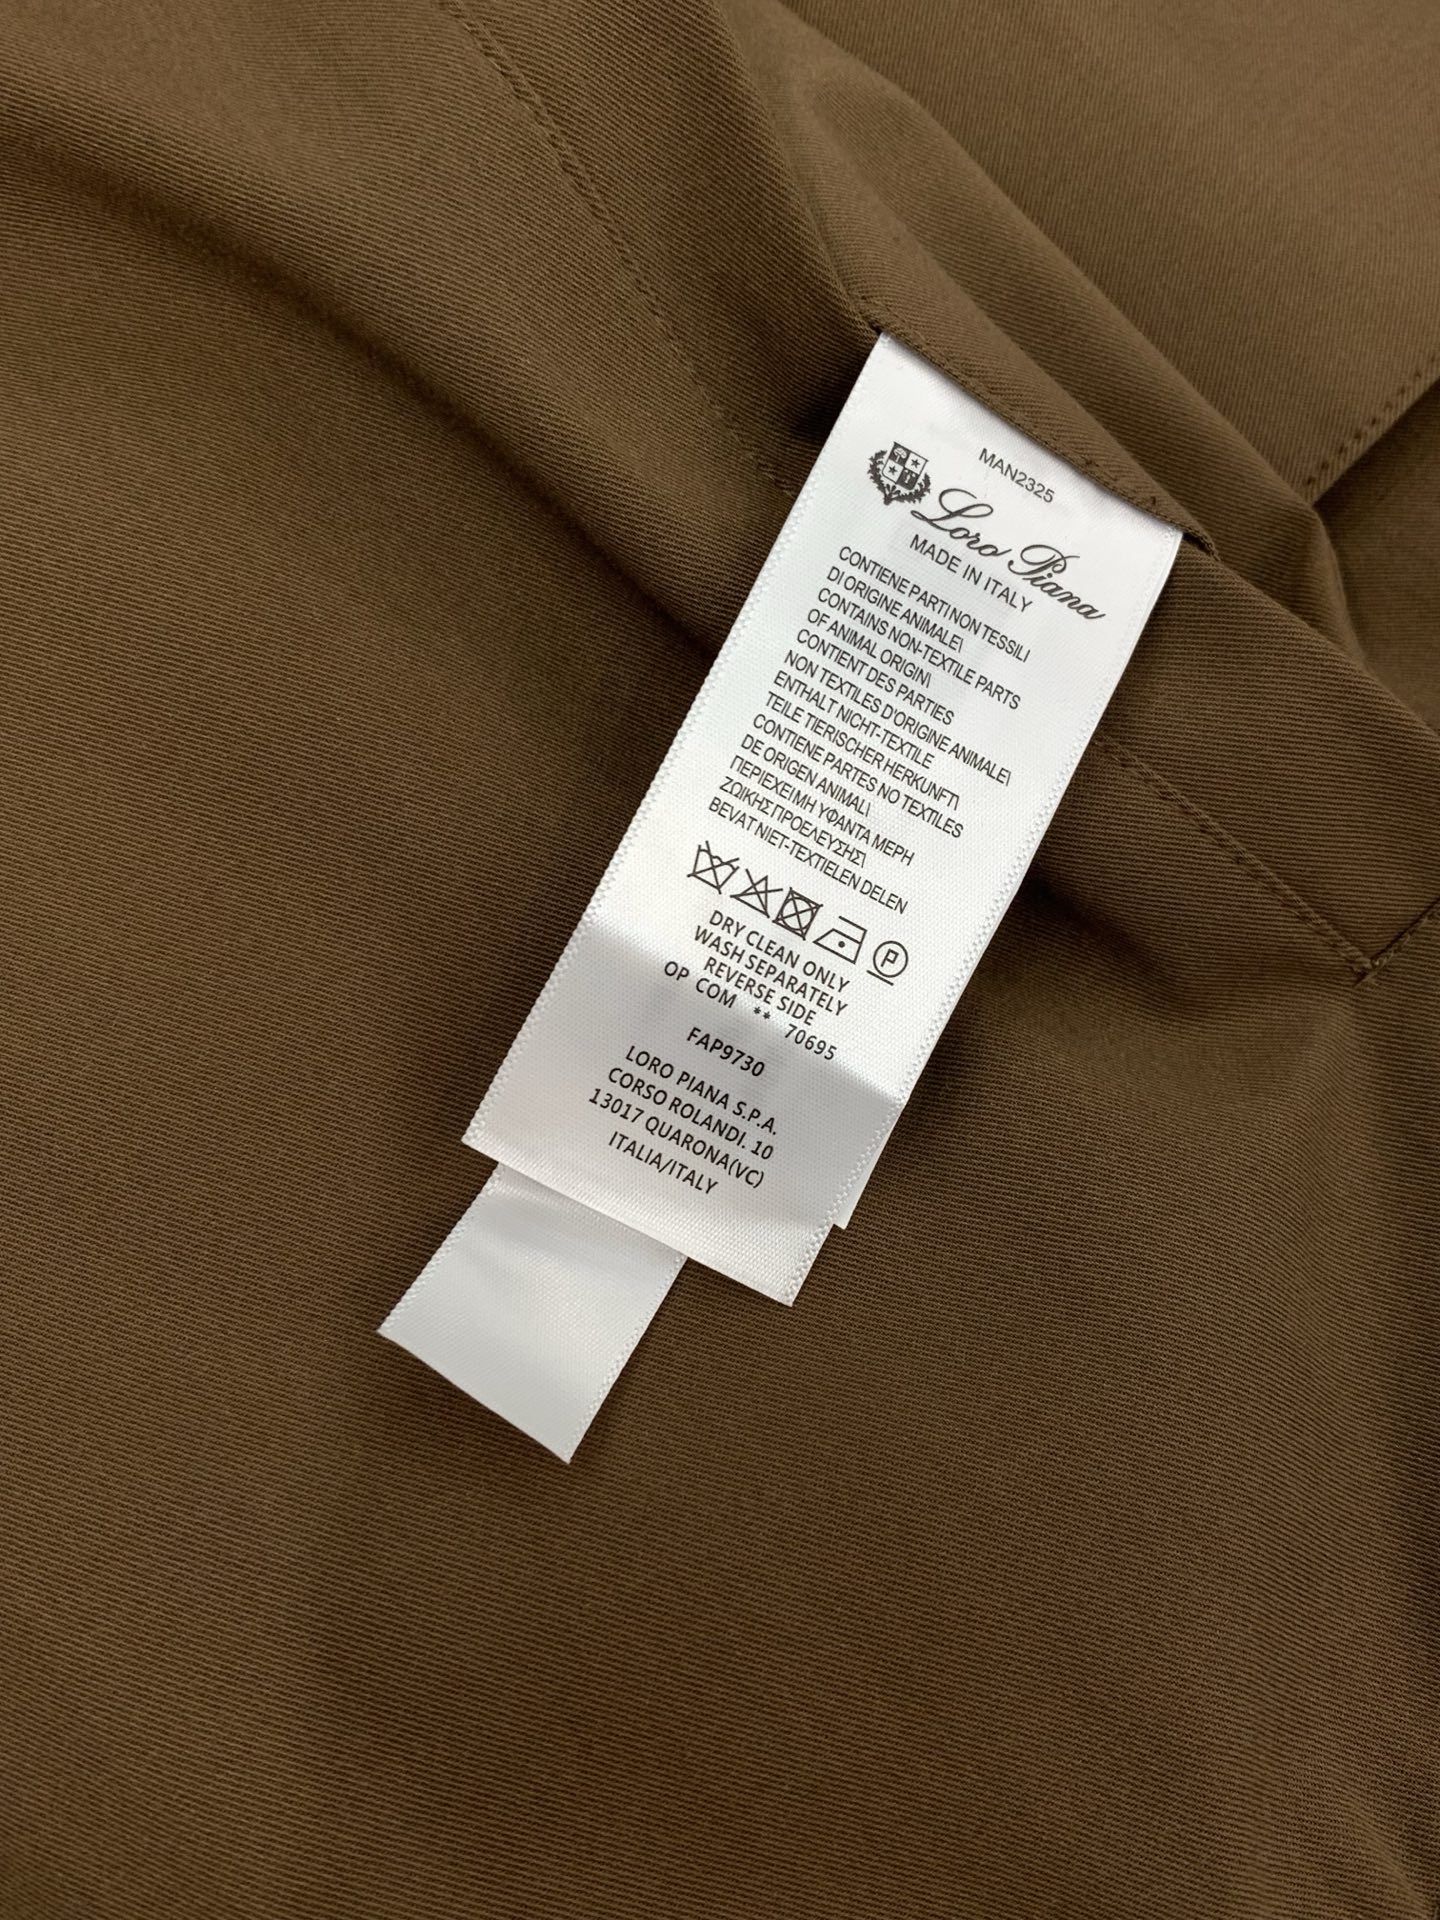 MAN2325
Loro Piana
MADE IN ITALY
CONTIENE PARTI NON TESSILI
DI ORIGINE ANIMALE\
CONTAINS NON-TEXTILE PARTS
OF ANIMAL ORIGIN\
CONTIENT DES PARTIES
NON TEXTILES D'ORIGINE ANIMALE\
ENTHALT NICHT-TEXTILE
TEILE TIERISCHER HERKUNFT\
CONTIENE PARTES NO TEXTILES
DE ORIGEN ANIMAL\
ΠΕΡΙΕΧΕΙ ΜΗ ΥΦΑΝΤΑ ΜΕΡΗ
ΖΩΙΚΗΣ ΠΡΟΕΛΕΥΣΗΣ\
BEVAT NIET-TEXTIELEN DELEN
P
DRY CLEAN ONLY
WASH SEPARATELY
REVERSE SIDE
OP COM ** 70695
FAP9730
LORO PIANA S.P.A.
CORSO ROLANDI. 10
13017 QUARONA(VC)
ITALIA/ITALY